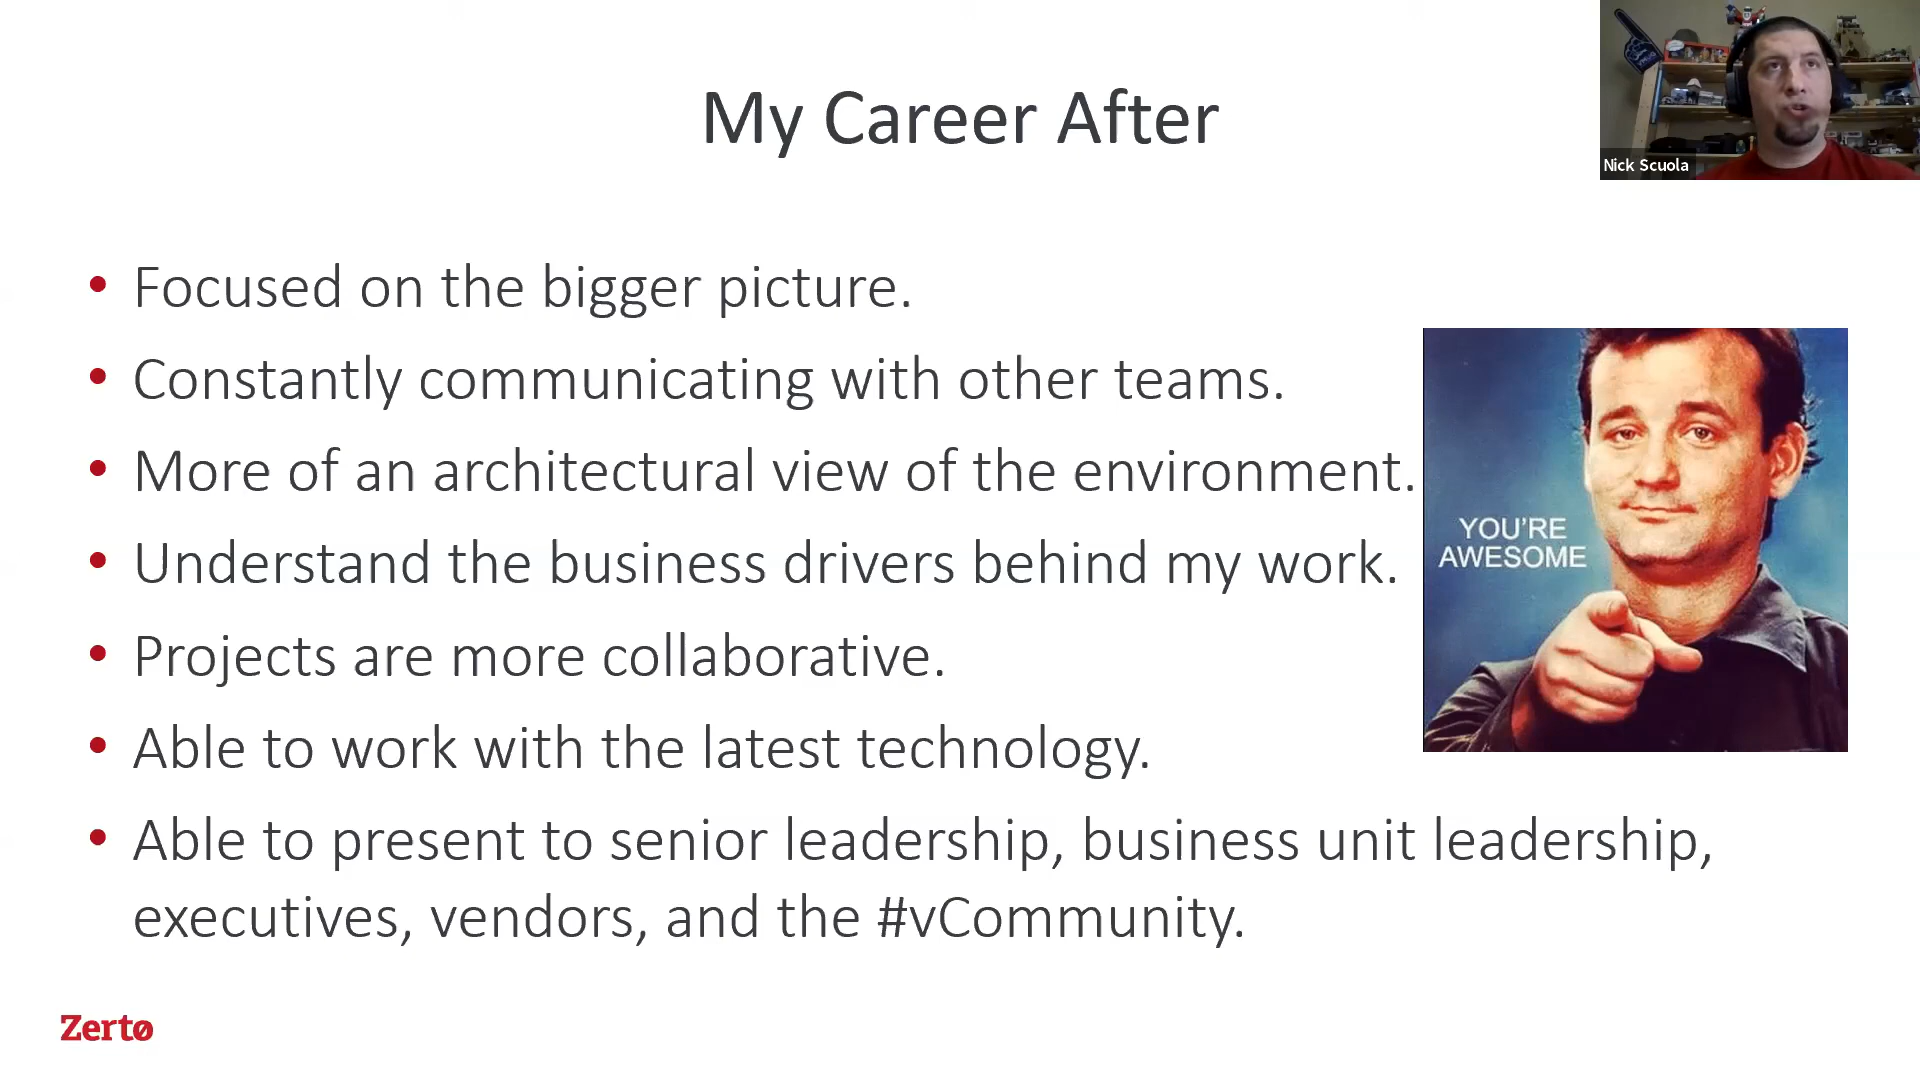 My Career After
Nick Scuola
• Focused on the bigger picture.
• Constantly communicating with other teams.
• More of an architectural view of the environment.
• Understand the business drivers behind my work.
YOU'RE
AWESOME
• Projects are more collaborative.
• Able to work with the latest technology.
• Able to present to senior leadership, business unit leadership,
executives, vendors, and the #vCommunity.
Zerto